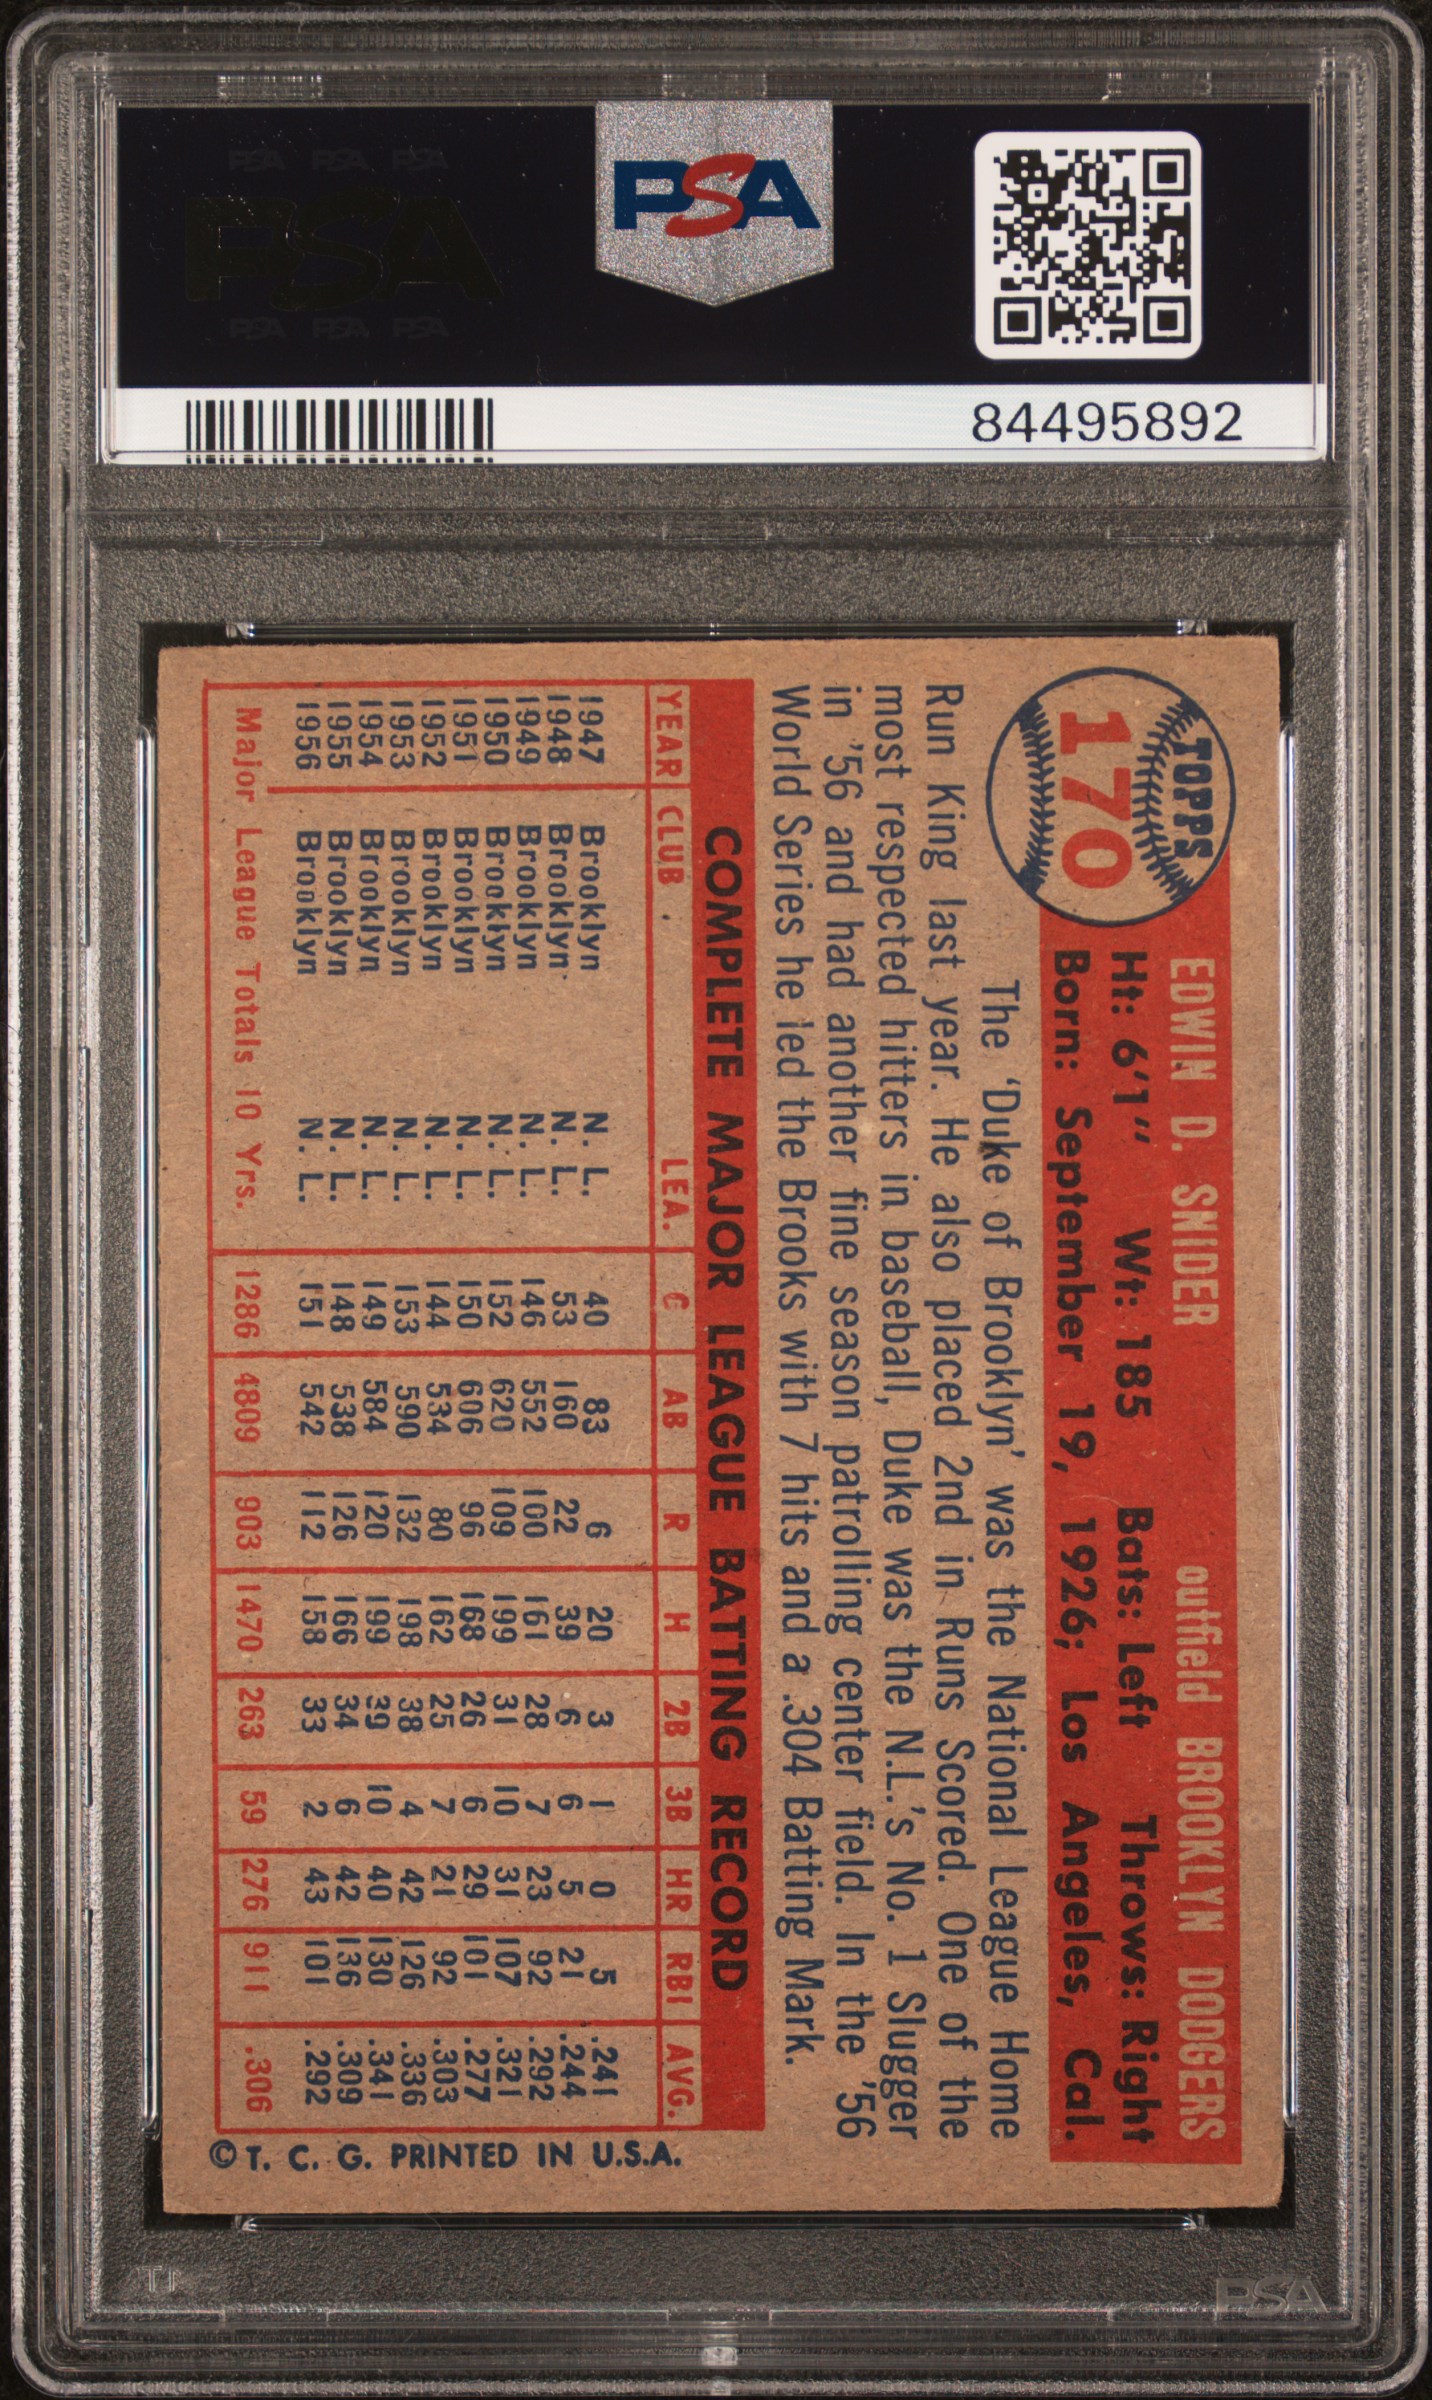 PSA PSA PSA
PSA
PSA PSA PSA
PSA
84495892
TOPPS
170
EDWIN D. SNIDER outfield BROOKLYN DODGERS
Ht: 6'1" Wt: 185 Bats: Left Throws: Right
Born: September 19, 1926; Los Angeles, Cal.
The 'Duke of Brooklyn' was the National League Home
Run King last year. He also placed 2nd in Runs Scored. One of the
most respected hitters in baseball, Duke was the N.L.'s No. 1 Slugger
in '56 and had another fine season patrolling center field. In the '56
World Series he led the Brooks with 7 hits and a .304 Batting Mark.
COMPLETE MAJOR LEAGUE BATTING RECORD
YEAR CLUB LEA. G AB R H 2B 3B HR RBI AVG.
1947 Brooklyn N. L. 40 83 6 20 3 1 0 5 .241
1948 Brooklyn N. L. 53 160 22 39 6 6 5 21 .244
1949 Brooklyn N. L. 146 552 100 161 28 7 23 92 .292
1950 Brooklyn N. L. 152 620 109 199 31 10 31 107 .321
1951 Brooklyn N. L. 150 606 96 168 26 6 29 101 .277
1952 Brooklyn N. L. 144 534 80 162 25 7 21 92 .303
1953 Brooklyn N. L. 153 590 132 198 38 4 42 126 .336
1954 Brooklyn N. L. 149 584 120 199 39 10 40 130 .341
1955 Brooklyn N. L. 148 538 126 166 34 6 42 136 .309
1956 Brooklyn N. L. 151 542 112 158 33 2 43 101 .292
Major League Totals 10 Yrs. 1286 4809 903 1470 263 59 276 911 .306
© T. C. G. PRINTED IN U.S.A.
PSA